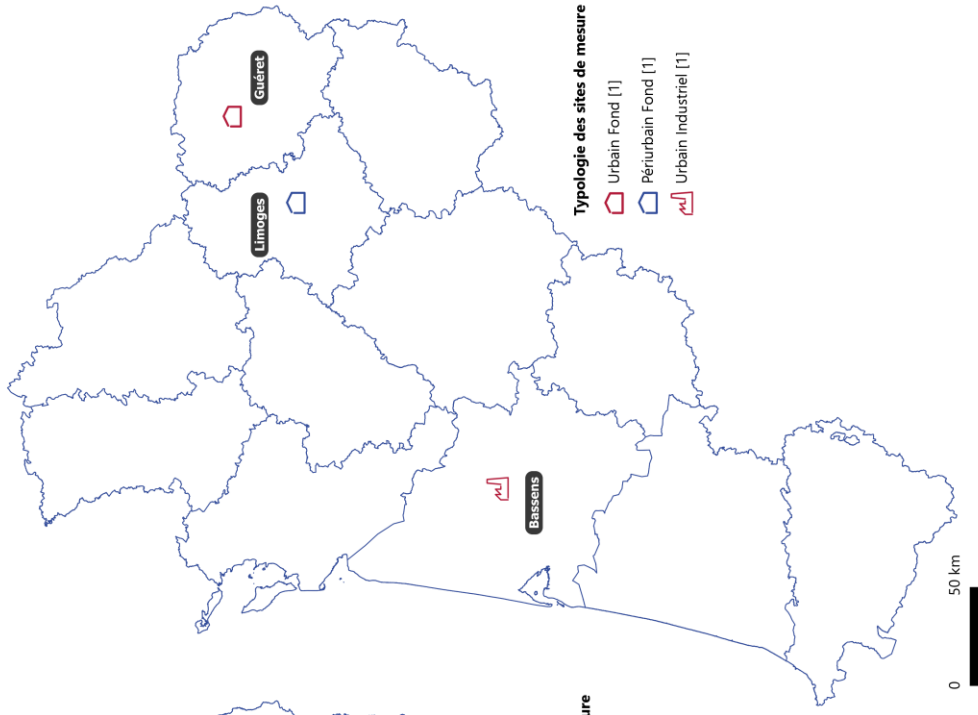 Guéret
Limoges
Bassens
Typologie des sites de mesure
Urbain Fond [1]
Périurbain Fond [1]
Urbain Industriel [1]
0
50 km
ure